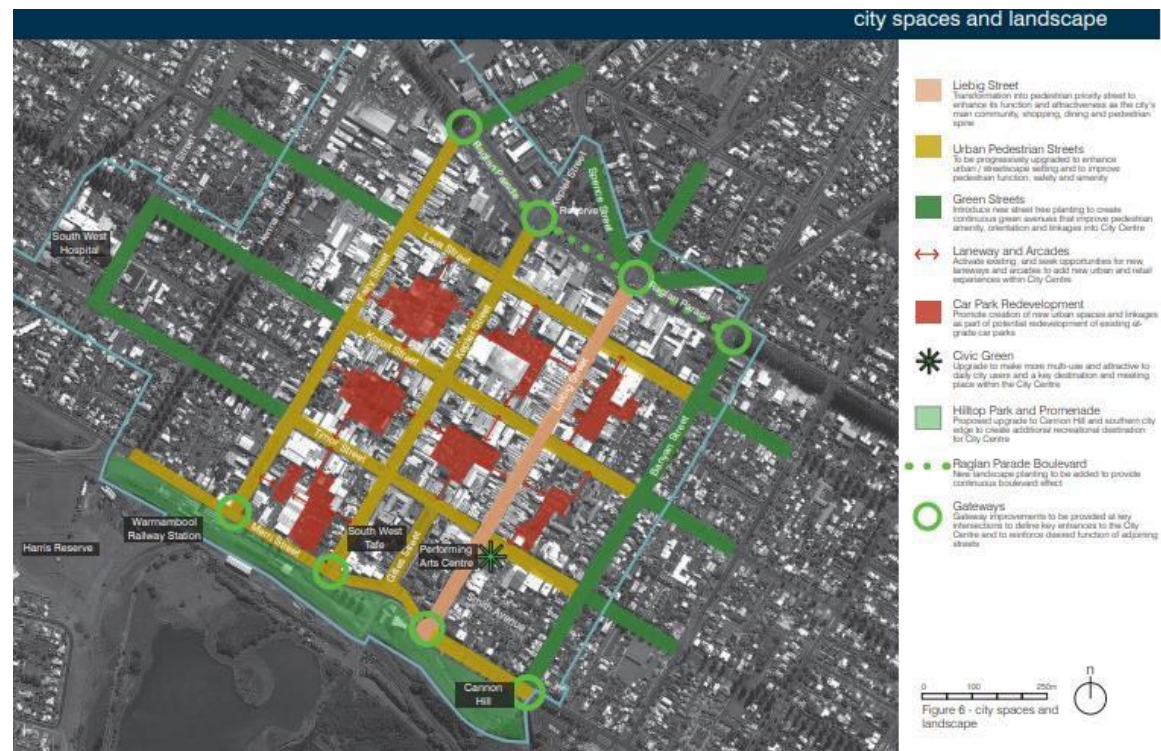 city spaces and landscape
Liebig Street
Transformation into pedestrian priority street to
enhance its function and attractiveness as the city's
main community, shopping, dining and pedestrian
spine
Urban Pedestrian Streets
To be progressively upgraded to enhance
urban / streetscape setting and to improve
pedestrian function, safety and amenity
Green Streets
Introduce new street tree planting to create
continuous green avenues that improve pedestrian
amenity, orientation and linkages into City Centre
Laneway and Arcades
Activate existing, and seek opportunities for new
laneways and arcades to add new urban and retail
experiences within City Centre
Car Park Redevelopment
Promote creation of new urban spaces and linkages
as part of potential redevelopment of existing at-
grade car parks
Civic Green
Upgrade to make more multi-use and attractive to
daily city users and a key destination and meeting
place within the City Centre
Hilltop Park and Promenade
Proposed upgrade to Cannon Hill and southern city
edge to create additional recreational destination
for City Centre
Raglan Parade Boulevard
New landscape planting to be added to provide
continuous boulevard effect
Gateways
Gateway improvements to be provided at key
intersections to define key entrances to the City
Centre and to reinforce desired function of adjoining
streets
n
0 100 250m
Figure 6 - city spaces and
landscape
Raglan Parade
Spence Street
Reserve
South West
Hospital
Lava Street
Fairy Street
Kepler Street
Koroit Street
Liebig Street
Raglan Parade
Banyan Street
Timor Street
Warrnambool
Railway Station
Harris Reserve
Merri Street
South West
Tafe
Gilles Street
Performing
Arts Centre
Smith Avenue
Cannon
Hill